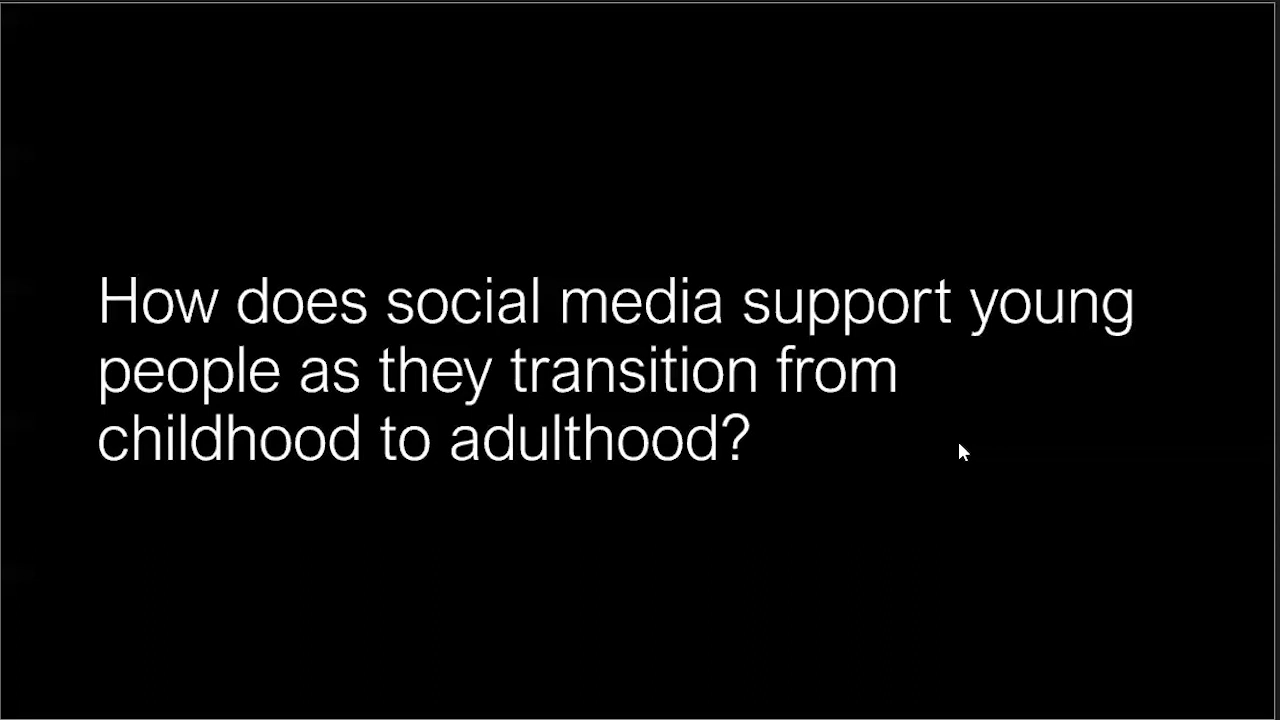 How does social media support young
people as they transition from
childhood to adulthood?